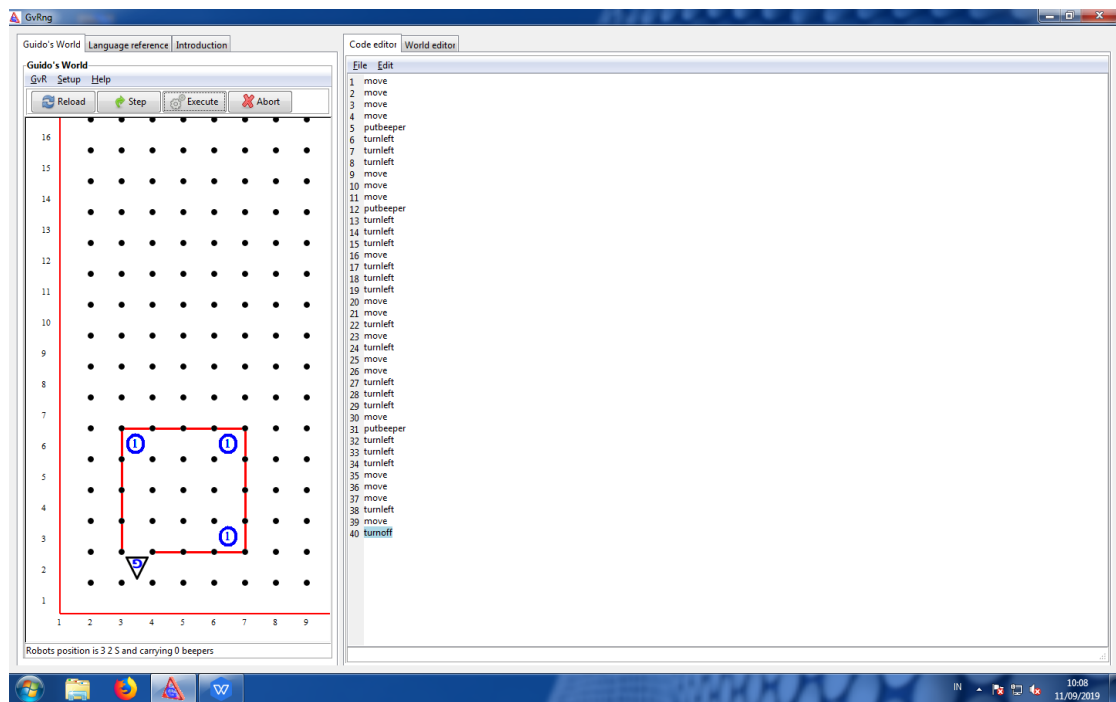 GvRng
Guido's World Language reference Introduction
Guido's World
GvR Setup Help
Reload Step Execute Abort
16
15
14
13
12
11
10
9
8
7
6 1 1
5
4
3 1
2 G
1
1 2 3 4 5 6 7 8 9
Robots position is 3 2 S and carrying 0 beepers
Code editor World editor
File Edit
1 move
2 move
3 move
4 move
5 putbeeper
6 turnleft
7 turnleft
8 turnleft
9 move
10 move
11 move
12 putbeeper
13 turnleft
14 turnleft
15 turnleft
16 move
17 turnleft
18 turnleft
19 turnleft
20 move
21 move
22 turnleft
23 move
24 turnleft
25 move
26 move
27 turnleft
28 turnleft
29 turnleft
30 move
31 putbeeper
32 turnleft
33 turnleft
34 turnleft
35 move
36 move
37 move
38 turnleft
39 move
40 turnoff
IN 10:08
11/09/2019